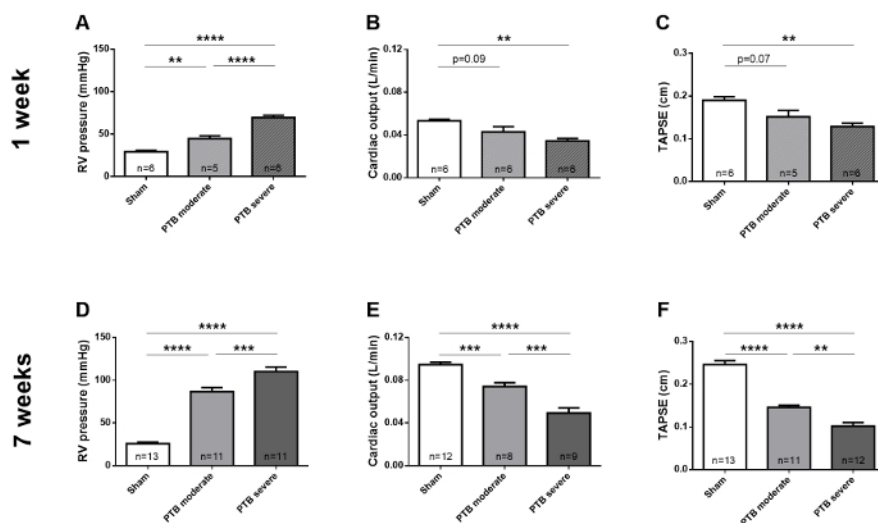 1 week
A
RV pressure (mmHg)
150
100
50
0
****
**
****
n=6
n=5
n=6
Sham
PTB moderate
PTB severe
B
Cardiac output (L/min)
0.12
0.08
0.04
0.00
**
p=0.09
n=6
n=6
n=6
Sham
PTB moderate
PTB severe
C
TAPSE (cm)
0.3
0.2
0.1
0.0
**
p=0.07
n=6
n=5
n=6
Sham
PTB moderate
PTB severe
7 weeks
D
RV pressure (mmHg)
150
100
50
0
****
****
***
n=13
n=11
n=11
Sham
PTB moderate
PTB severe
E
Cardiac output (L/min)
0.12
0.08
0.04
0.00
****
***
***
n=12
n=8
n=9
Sham
PTB moderate
PTB severe
F
TAPSE (cm)
0.3
0.2
0.1
0.0
****
****
**
n=13
n=11
n=12
Sham
PTB moderate
PTB severe